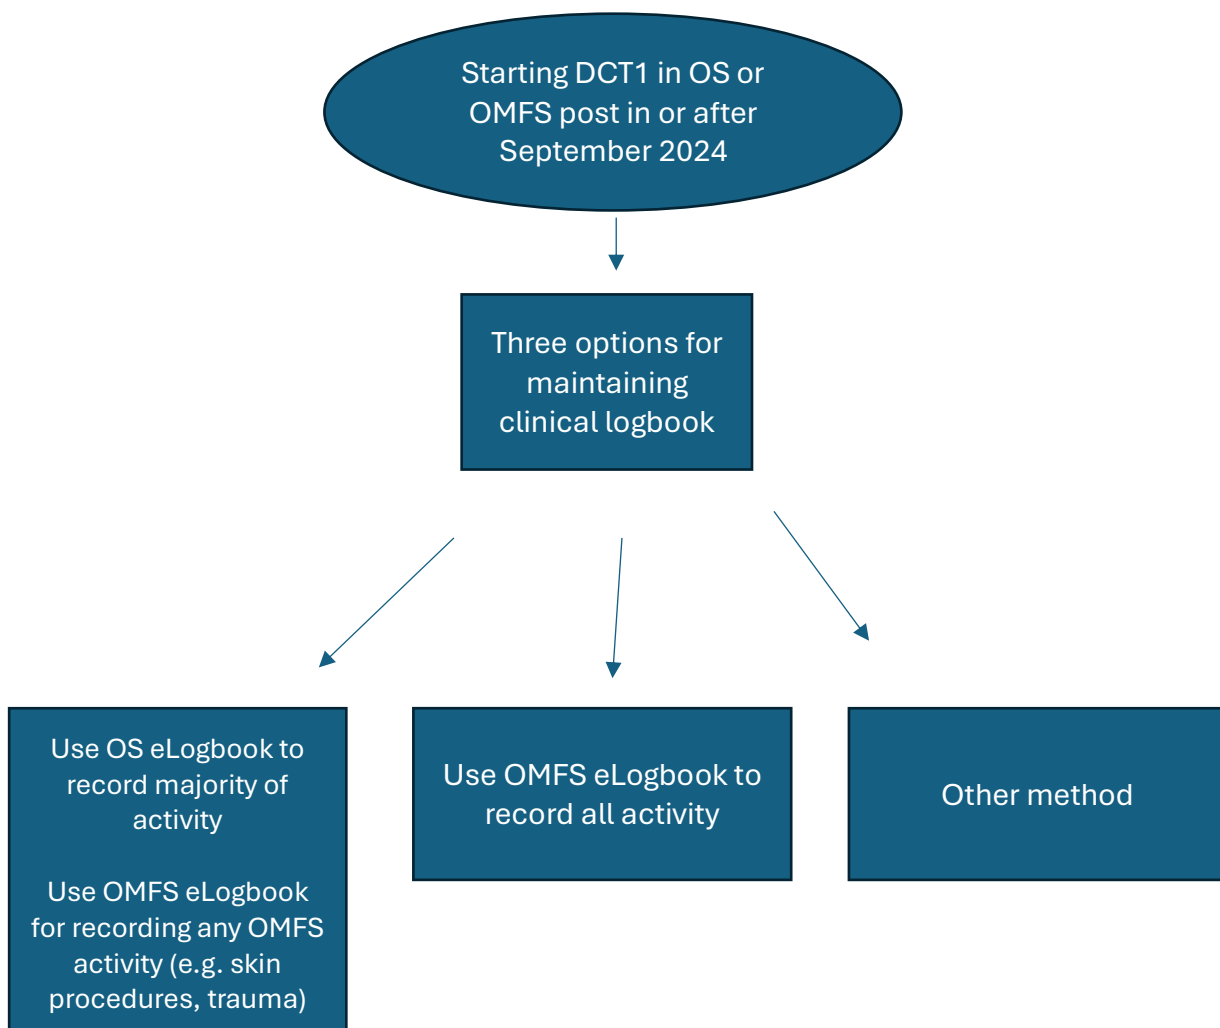 Starting DCT1 in OS or
OMFS post in or after
September 2024
Three options for
maintaining
clinical logbook
Use OS eLogbook to
record majority of
activity
Use OMFS eLogbook
for recording any OMFS
activity (e.g. skin
procedures, trauma)
Use OMFS eLogbook to
record all activity
Other method